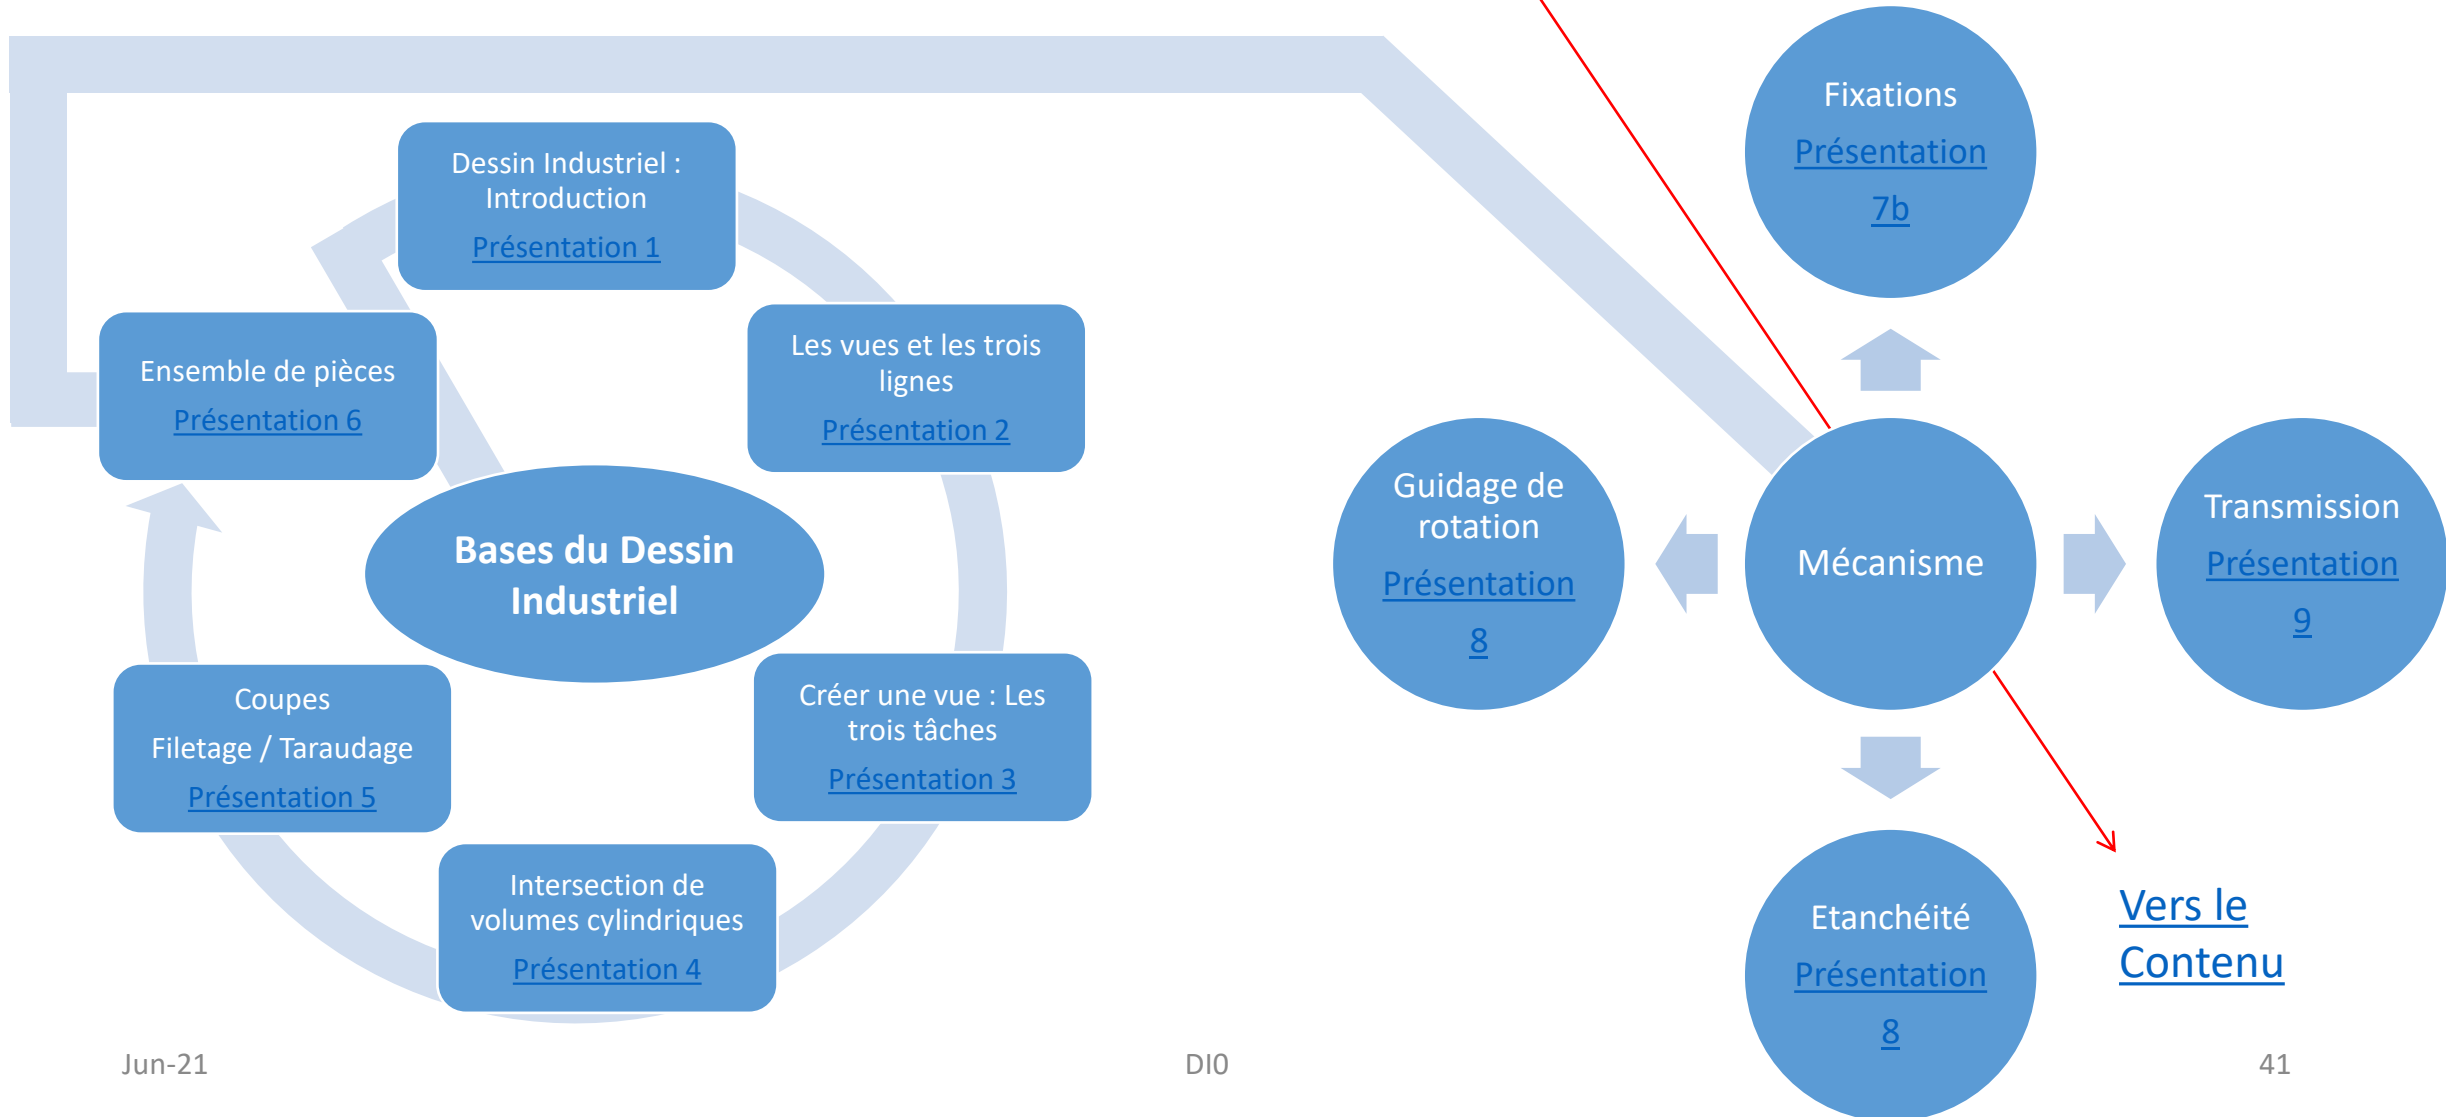 Dessin Industriel :
Introduction
Présentation 1
Les vues et les trois
lignes
Présentation 2
Créer une vue : Les
trois tâches
Présentation 3
Intersection de
volumes cylindriques
Présentation 4
Coupes
Filetage / Taraudage
Présentation 5
Ensemble de pièces
Présentation 6
Bases du Dessin
Industriel
Fixations
Présentation
7b
Guidage de
rotation
Présentation
8
Mécanisme
Transmission
Présentation
9
Etanchéité
Présentation
8
Vers le
Contenu
Jun-21
DI0
41